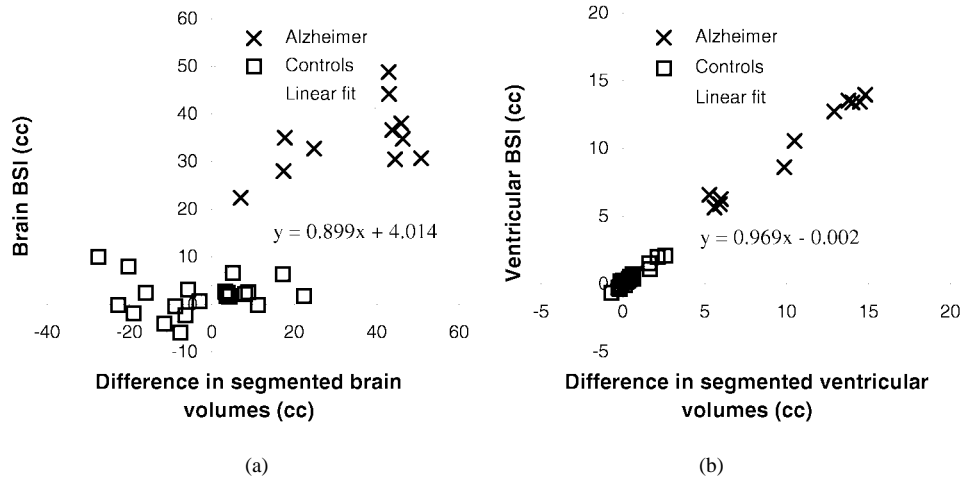 60
50
40
30
20
10
0
-10
-40
-20
0
20
40
60
Brain BSI (cc)
Alzheimer
Controls
Linear fit
y = 0.899x + 4.014
Difference in segmented brain
volumes (cc)
(a)
20
15
10
5
0
-5
-5
0
5
10
15
20
Ventricular BSI (cc)
Alzheimer
Controls
Linear fit
y = 0.969x - 0.002
Difference in segmented ventricular
volumes (cc)
(b)